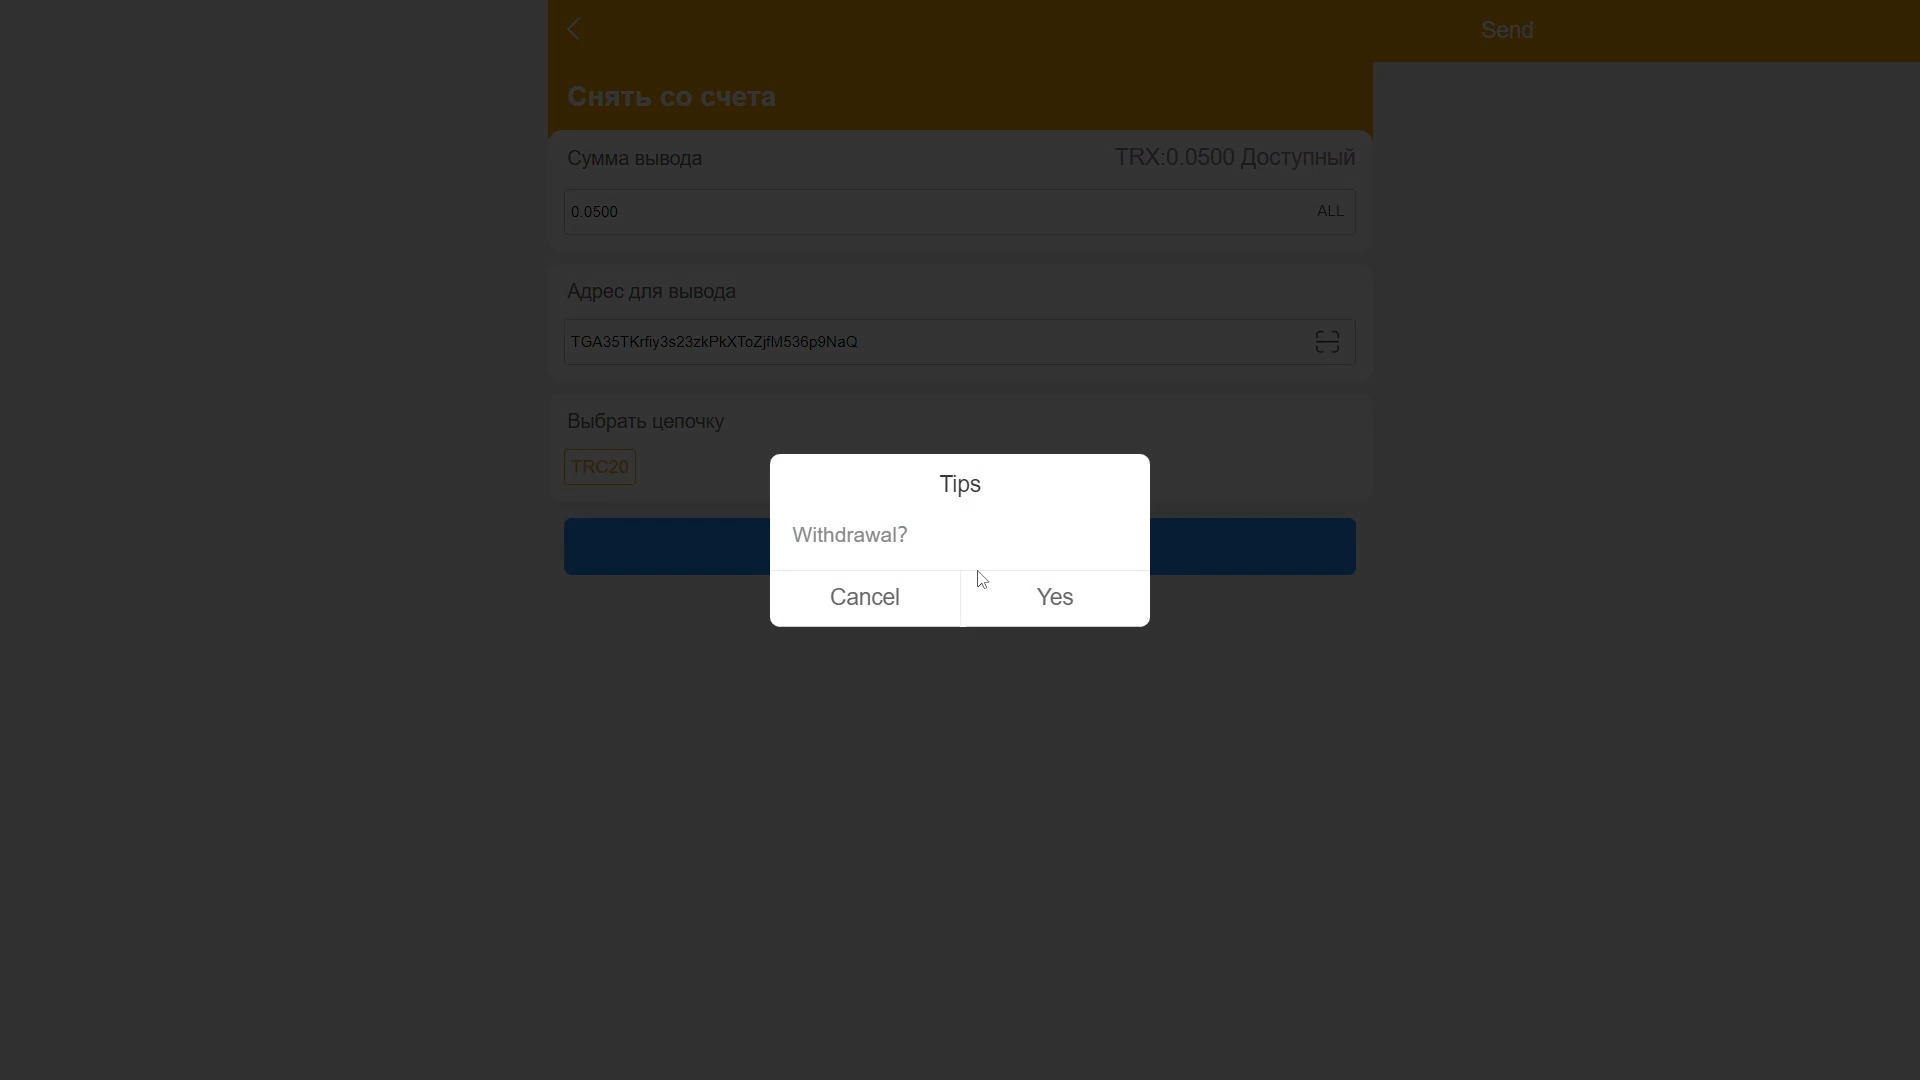 Send
Снять со счета
Сумма вывода
TRX:0.0500 Доступный
0.0500
ALL
Адрес для вывода
TGA35TKrfiy3s23zkPkXToZjfM536p9NaQ
Выбрать цепочку
TRC20
Tips
Withdrawal?
Cancel
Yes